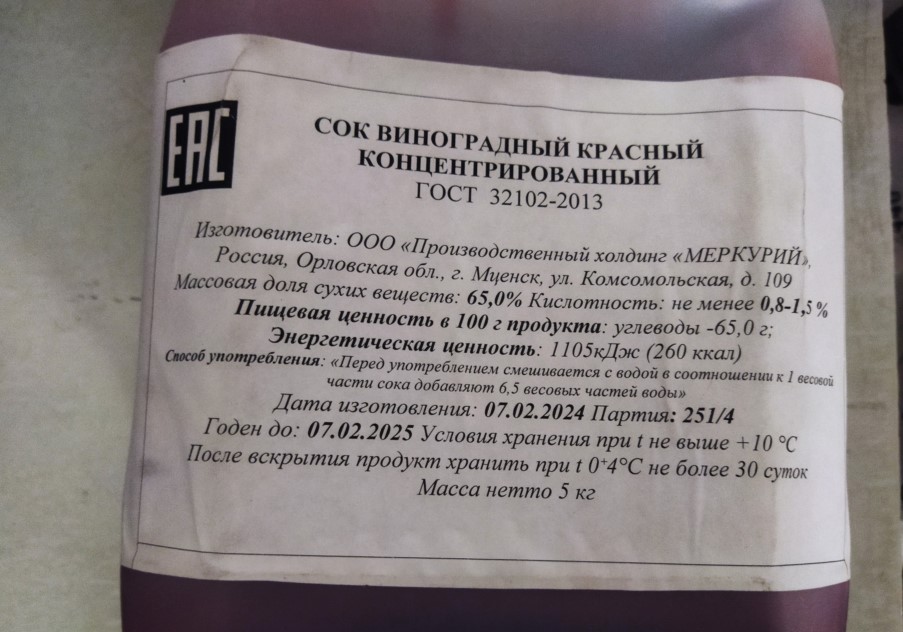 EAC
СОК ВИНОГРАДНЫЙ КРАСНЫЙ
КОНЦЕНТРИРОВАННЫЙ
ГОСТ 32102-2013
Изготовитель: ООО «Производственный холдинг «МЕРКУРИЙ»,
Россия, Орловская обл., г. Мценск, ул. Комсомольская, д. 109
Массовая доля сухих веществ: 65,0% Кислотность: не менее 0,8-1,5 %
Пищевая ценность в 100 г продукта: углеводы -65,0 г;
Энергетическая ценность: 1105кДж (260 ккал)
Способ употребления: «Перед употреблением смешивается с водой в соотношении к 1 весовой
части сока добавляют 6,5 весовых частей воды»
Дата изготовления: 07.02.2024 Партия: 251/4
Годен до: 07.02.2025 Условия хранения при t не выше +10 °C
После вскрытия продукт хранить при t 0⁺4°C не более 30 суток
Масса нетто 5 кг